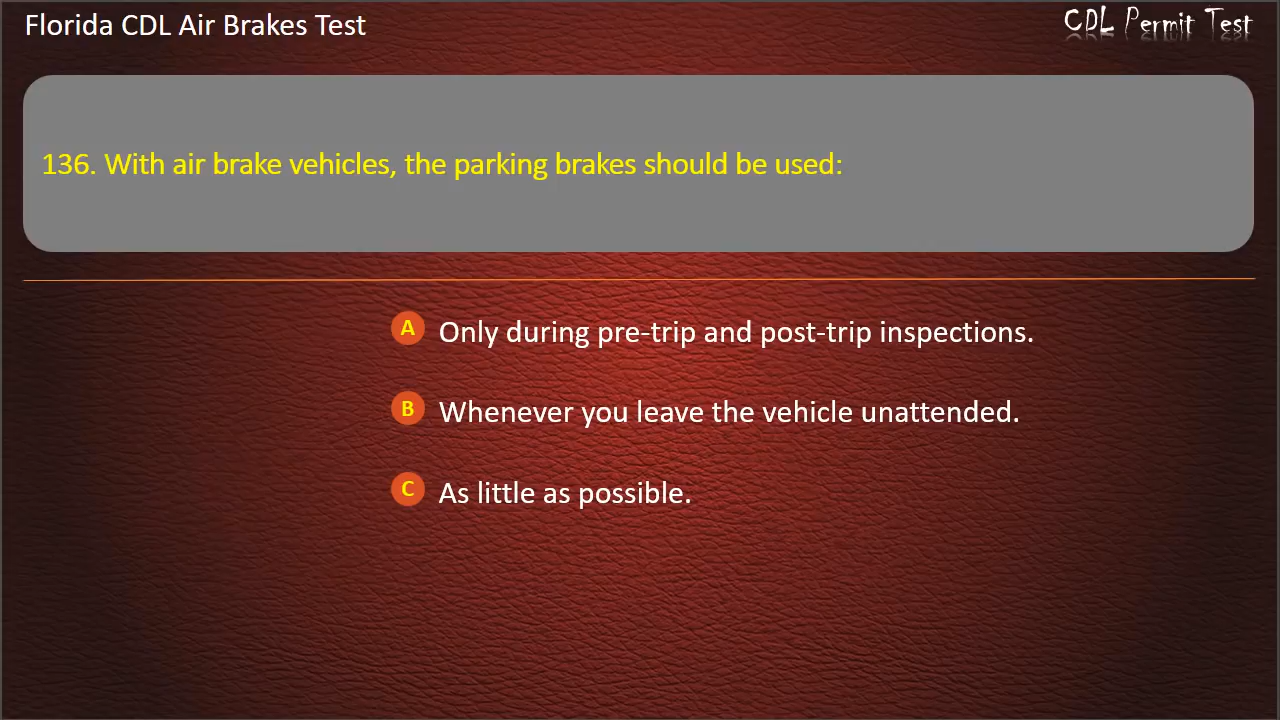 Florida CDL Air Brakes Test
CDL Permit Test
136. With air brake vehicles, the parking brakes should be used:
A Only during pre-trip and post-trip inspections.
B Whenever you leave the vehicle unattended.
C As little as possible.